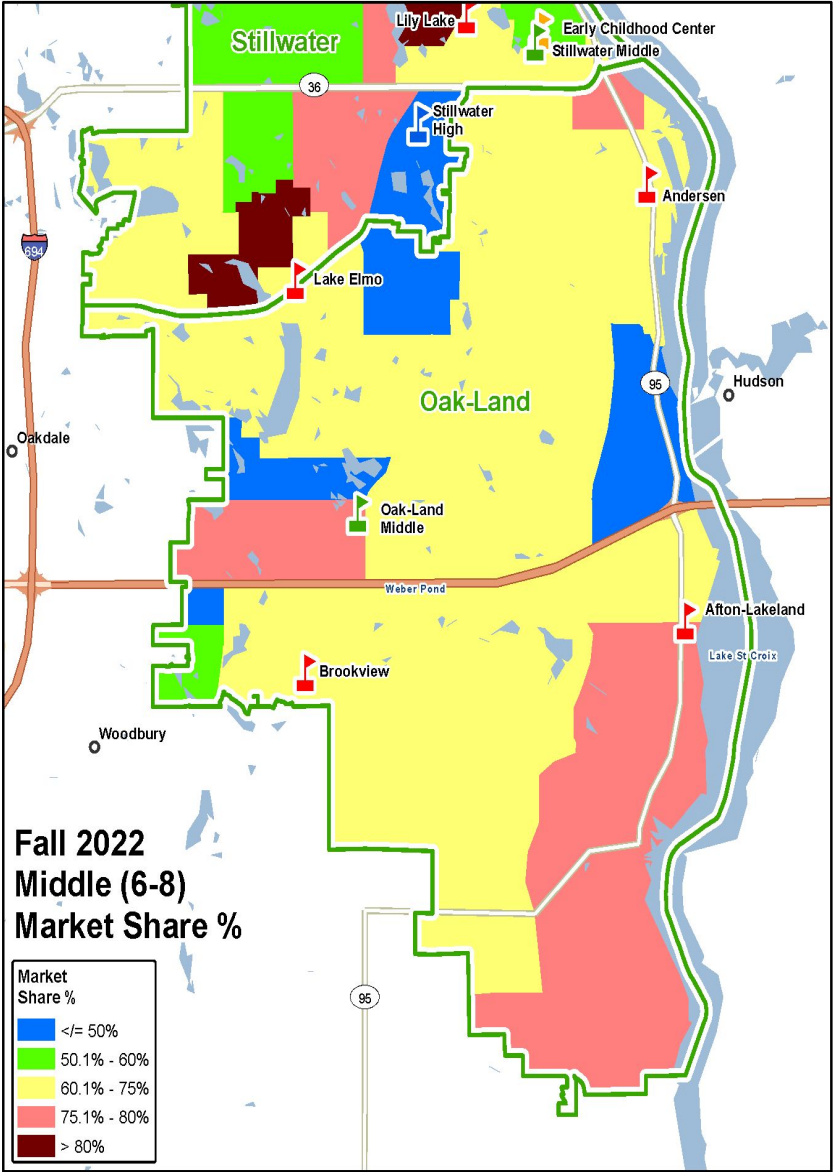 Lily Lake
Early Childhood Center
Stillwater
Stillwater Middle
36
Stillwater
High
Andersen
694
Lake Elmo
95
Hudson
Oak-Land
Oakdale
Oak-Land
Middle
Weber Pond
Afton-Lakeland
Lake St Croix
Brookview
Woodbury
Fall 2022
Middle (6-8)
Market Share %
Market
Share %
</= 50%
50.1% - 60%
60.1% - 75%
75.1% - 80%
> 80%
95